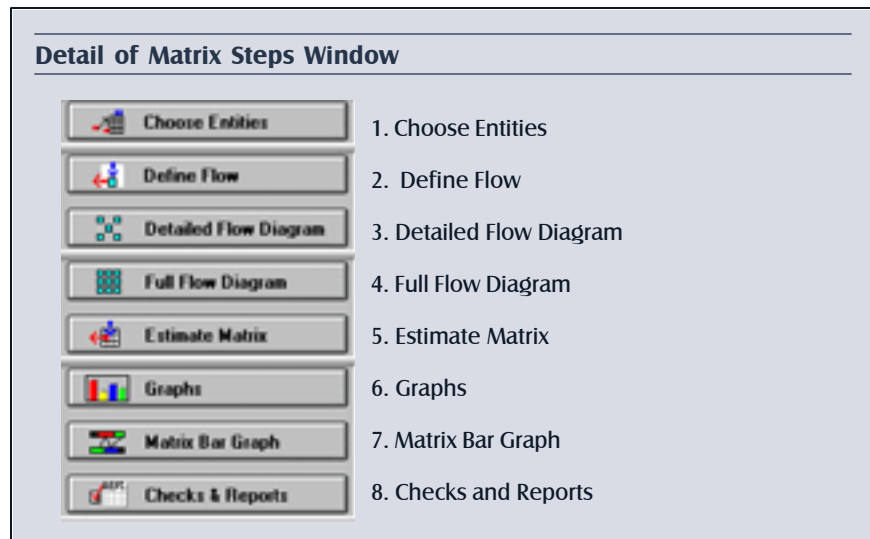 Detail of Matrix Steps Window
Choose Entities 1. Choose Entities
Define Flow 2. Define Flow
Detailed Flow Diagram 3. Detailed Flow Diagram
Full Flow Diagram 4. Full Flow Diagram
Estimate Matrix 5. Estimate Matrix
Graphs 6. Graphs
Matrix Bar Graph 7. Matrix Bar Graph
Checks & Reports 8. Checks and Reports